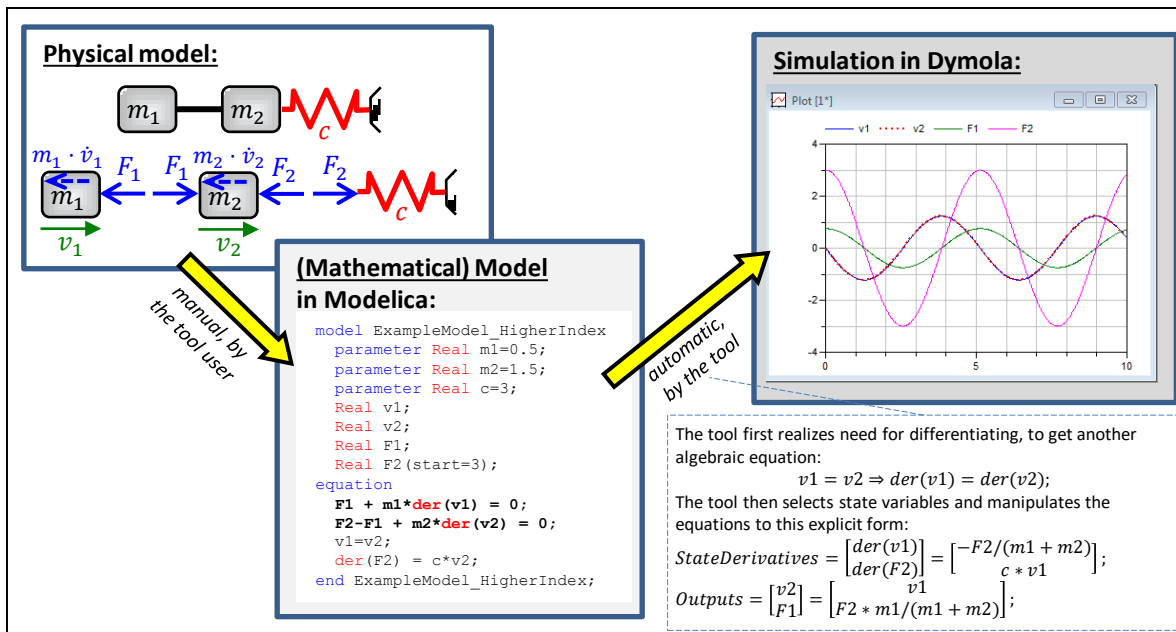 Physical model:
m₁ m₂
c
m₁ · v̇₁ F₁ F₁ m₂ · v̇₂ F₂ F₂
m₁ m₂ c
v₁ v₂
manual, by
the tool user
(Mathematical) Model
in Modelica:
model ExampleModel_HigherIndex
parameter Real m1=0.5;
parameter Real m2=1.5;
parameter Real c=3;
Real v1;
Real v2;
Real F1;
Real F2(start=3);
equation
F1 + m1*der(v1) = 0;
F2-F1 + m2*der(v2) = 0;
v1=v2;
der(F2) = c*v2;
end ExampleModel_HigherIndex;
automatic,
by the tool
Simulation in Dymola:
Plot [1*]
v1 v2 F1 F2
4
2
0
-2
-4
0 5 10
The tool first realizes need for differentiating, to get another
algebraic equation:
v1 = v2 ⇒ der(v1) = der(v2);
The tool then selects state variables and manipulates the
equations to this explicit form:
StateDerivatives = [der(v1) der(F2)] = [−F2/(m1 + m2) c ∗ v1];
Outputs = [v2 F1] = [v1 F2 ∗ m1/(m1 + m2)];